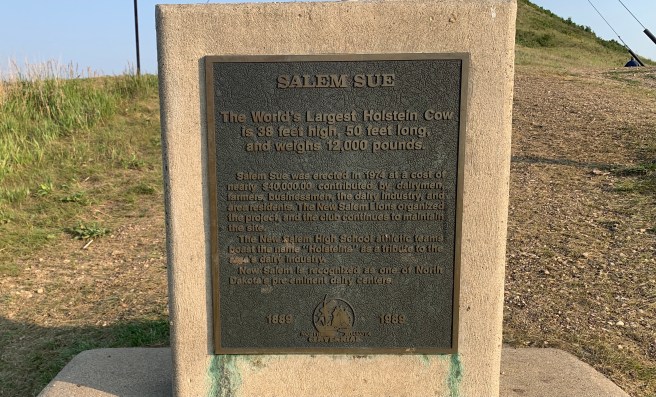 SALEM SUE
The World's Largest Holstein Cow
is 38 feet high, 50 feet long,
and weighs 12,000 pounds.
Salem Sue was erected in 1974 at a cost of
nearly $40,000.00 contributed by dairymen,
farmers, businessmen, the dairy industry, and
area residents. The New Salem Lions organized
the project, and the club continues to maintain
the site.
The New Salem High School athletic teams
boast the name "Holsteins" as a tribute to the
area's dairy industry.
New Salem is recognized as one of North
Dakota's pre-eminent dairy centers.
1889 1989
CENTENNIAL